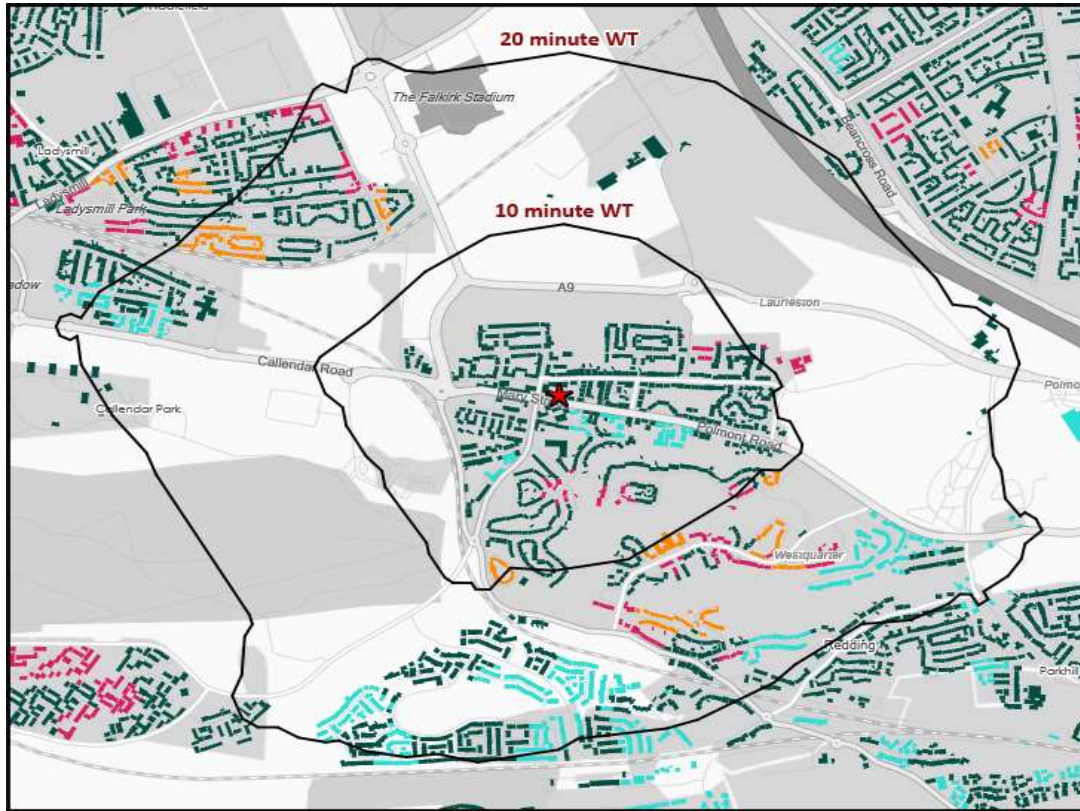 20 minute WT
The Falkirk Stadium
Ladysmill
Beancross Road
Ladysmill
Ladysmill Park
10 minute WT
A9
Laurieston
Callendar Road
Callendar Park
Mary
Polmont Road
Westquarter
Redding
Parkhill